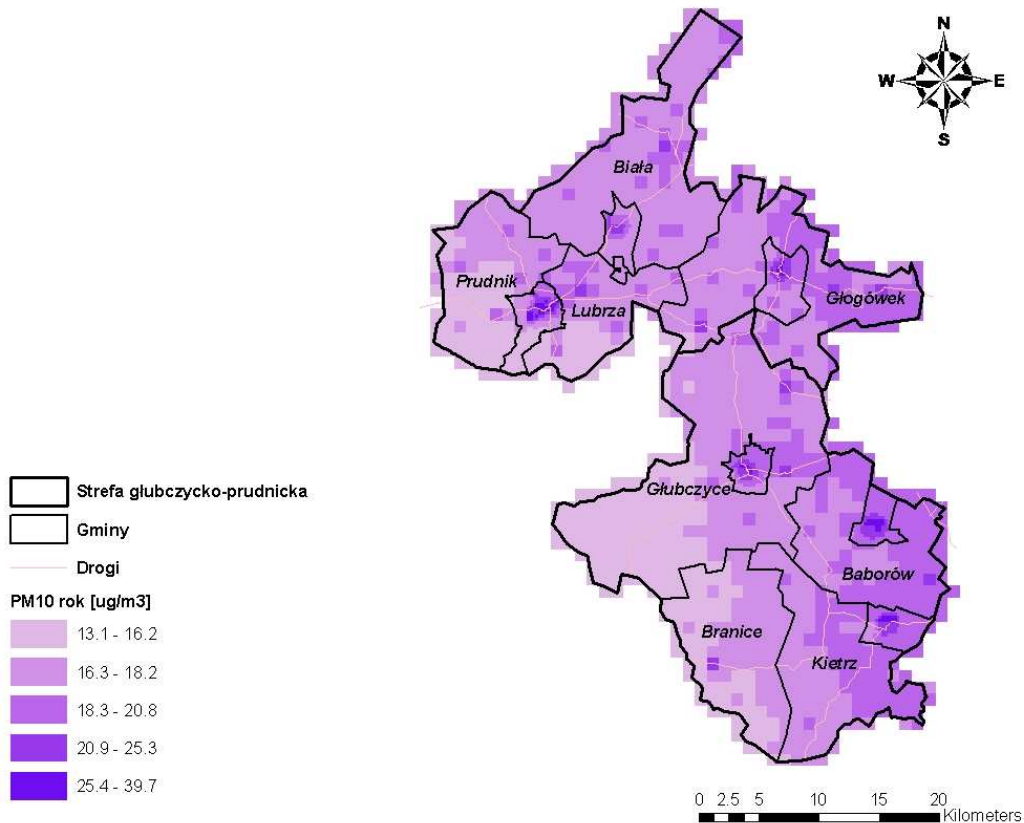 N
W E
S
Biała
Prudnik
Lubrza
Głogówek
Głubczyce
Baborów
Branice
Kietrz
Strefa głubczycko-prudnicka
Gminy
Drogi
PM10 rok [ug/m3]
13.1 - 16.2
16.3 - 18.2
18.3 - 20.8
20.9 - 25.3
25.4 - 39.7
0 2.5 5 10 15 20
Kilometers